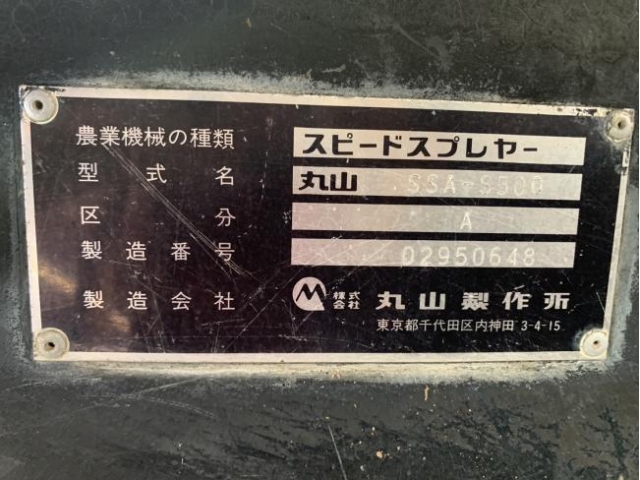 農業機械の種類 スピードスプレヤー
型式名 丸山 SSA-S500
区分 A
製造番号 02950648
製造会社 株式会社 丸山製作所
東京都千代田区内神田 3-4-15